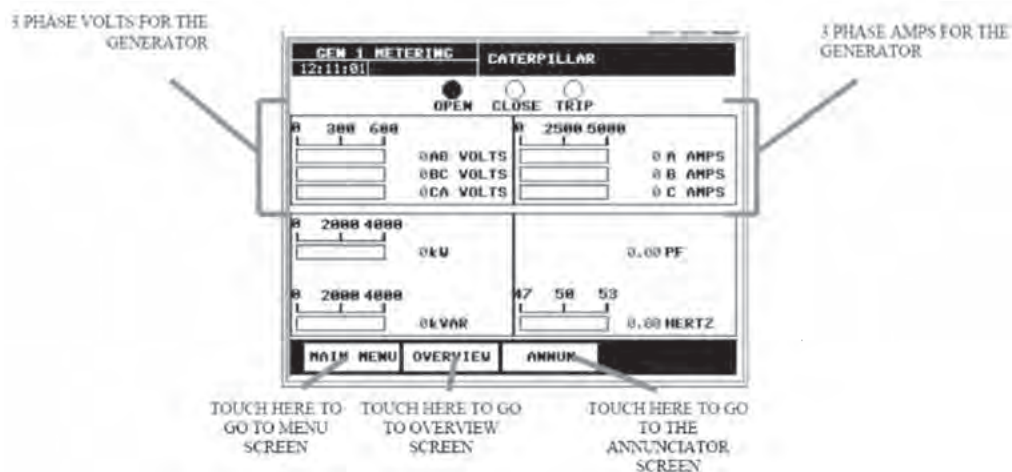 3 PHASE VOLTS FOR THE
GENERATOR
3 PHASE AMPS FOR THE
GENERATOR
GEN 1 METERING
CATERPILLAR
12:11:01
OPEN CLOSE TRIP
0 300 600
0 2500 5000
0AB VOLTS
0 A AMPS
0BC VOLTS
0 B AMPS
0CA VOLTS
0 C AMPS
0 2000 4000
0kW
0.00 PF
0 2000 4000
47 50 53
0kVAR
0.00 HERTZ
MAIN MENU OVERVIEW ANNUN
TOUCH HERE TO
GO TO MENU
SCREEN
TOUCH HERE TO GO
TO OVERVIEW
SCREEN
TOUCH HERE TO GO
TO THE
ANNUNCIATOR
SCREEN